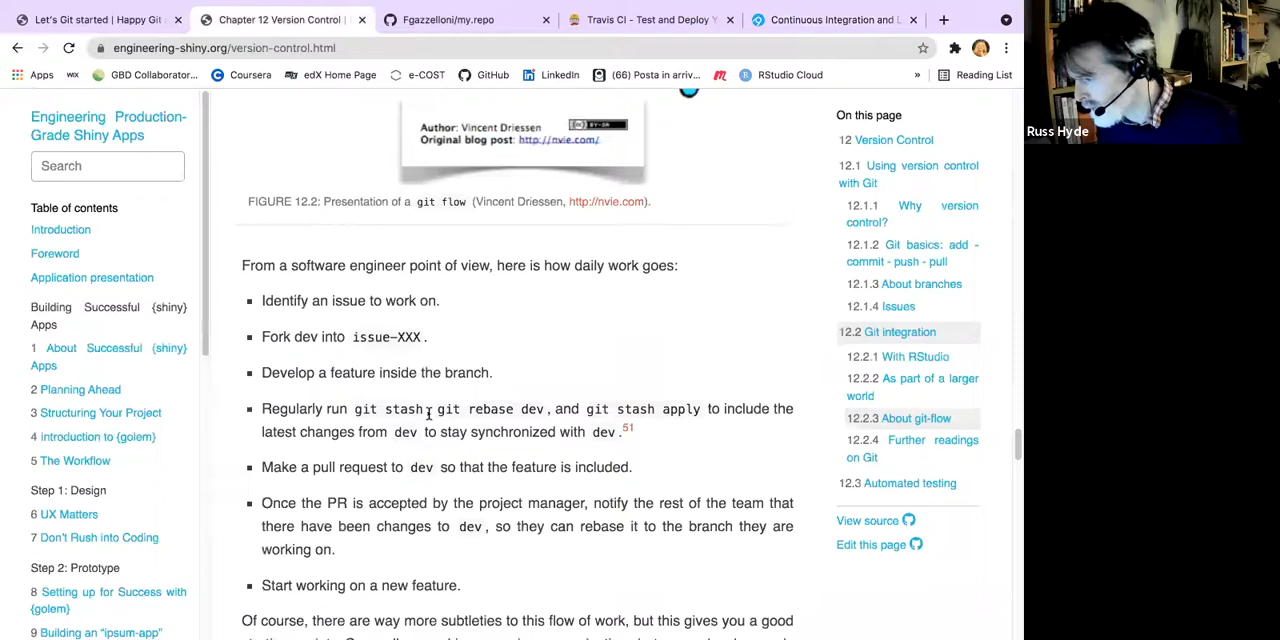 Let's Git started | Happy Git
Chapter 12 Version Control |
Fgazzelloni/my.repo
Travis CI - Test and Deploy Y
Continuous Integration and L
engineering-shiny.org/version-control.html
Apps
WIX
GBD Collaborator...
Coursera
edX Home Page
e-COST
GitHub
LinkedIn
(66) Posta in arriv...
RStudio Cloud
»
Reading List
Engineering Production-
Grade Shiny Apps
Search
Table of contents
Introduction
Foreword
Application presentation
Building Successful {shiny}
Apps
1 About Successful {shiny}
Apps
2 Planning Ahead
3 Structuring Your Project
4 introduction to {golem}
5 The Workflow
Step 1: Design
6 UX Matters
7 Don't Rush into Coding
Step 2: Prototype
8 Setting up for Success with
{golem}
9 Building an "ipsum-app"
Author: Vincent Driessen
Original blog post: http://nvie.com/
BY-SA
FIGURE 12.2: Presentation of a git flow (Vincent Driessen, http://nvie.com).
From a software engineer point of view, here is how daily work goes:
Identify an issue to work on.
Fork dev into issue-XXX.
Develop a feature inside the branch.
Regularly run git stash, git rebase dev, and git stash apply to include the
latest changes from dev to stay synchronized with dev.51
Make a pull request to dev so that the feature is included.
Once the PR is accepted by the project manager, notify the rest of the team that
there have been changes to dev, so they can rebase it to the branch they are
working on.
Start working on a new feature.
Of course, there are way more subtleties to this flow of work, but this gives you a good
On this page
12 Version Control
12.1 Using version control
with Git
12.1.1 Why version
control?
12.1.2 Git basics: add -
commit - push - pull
12.1.3 About branches
12.1.4 Issues
12.2 Git integration
12.2.1 With RStudio
12.2.2 As part of a larger
world
12.2.3 About git-flow
12.2.4 Further readings
on Git
12.3 Automated testing
View source
Edit this page
Russ Hyde